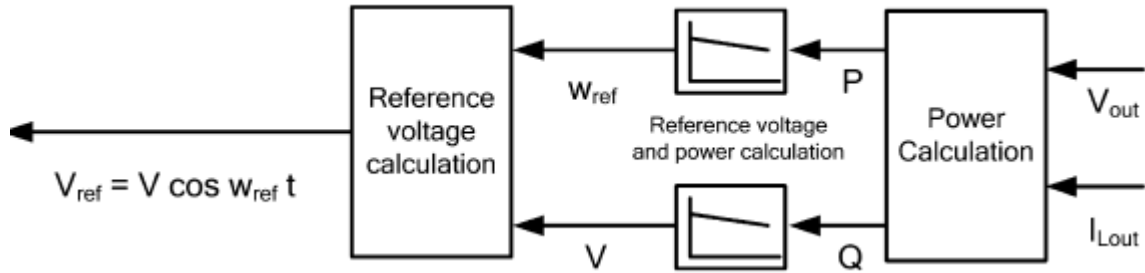 Reference
voltage
calculation
w_ref
P
Reference voltage
and power calculation
Power
Calculation
V_out
I_Lout
V_ref = V cos w_ref t
V
Q